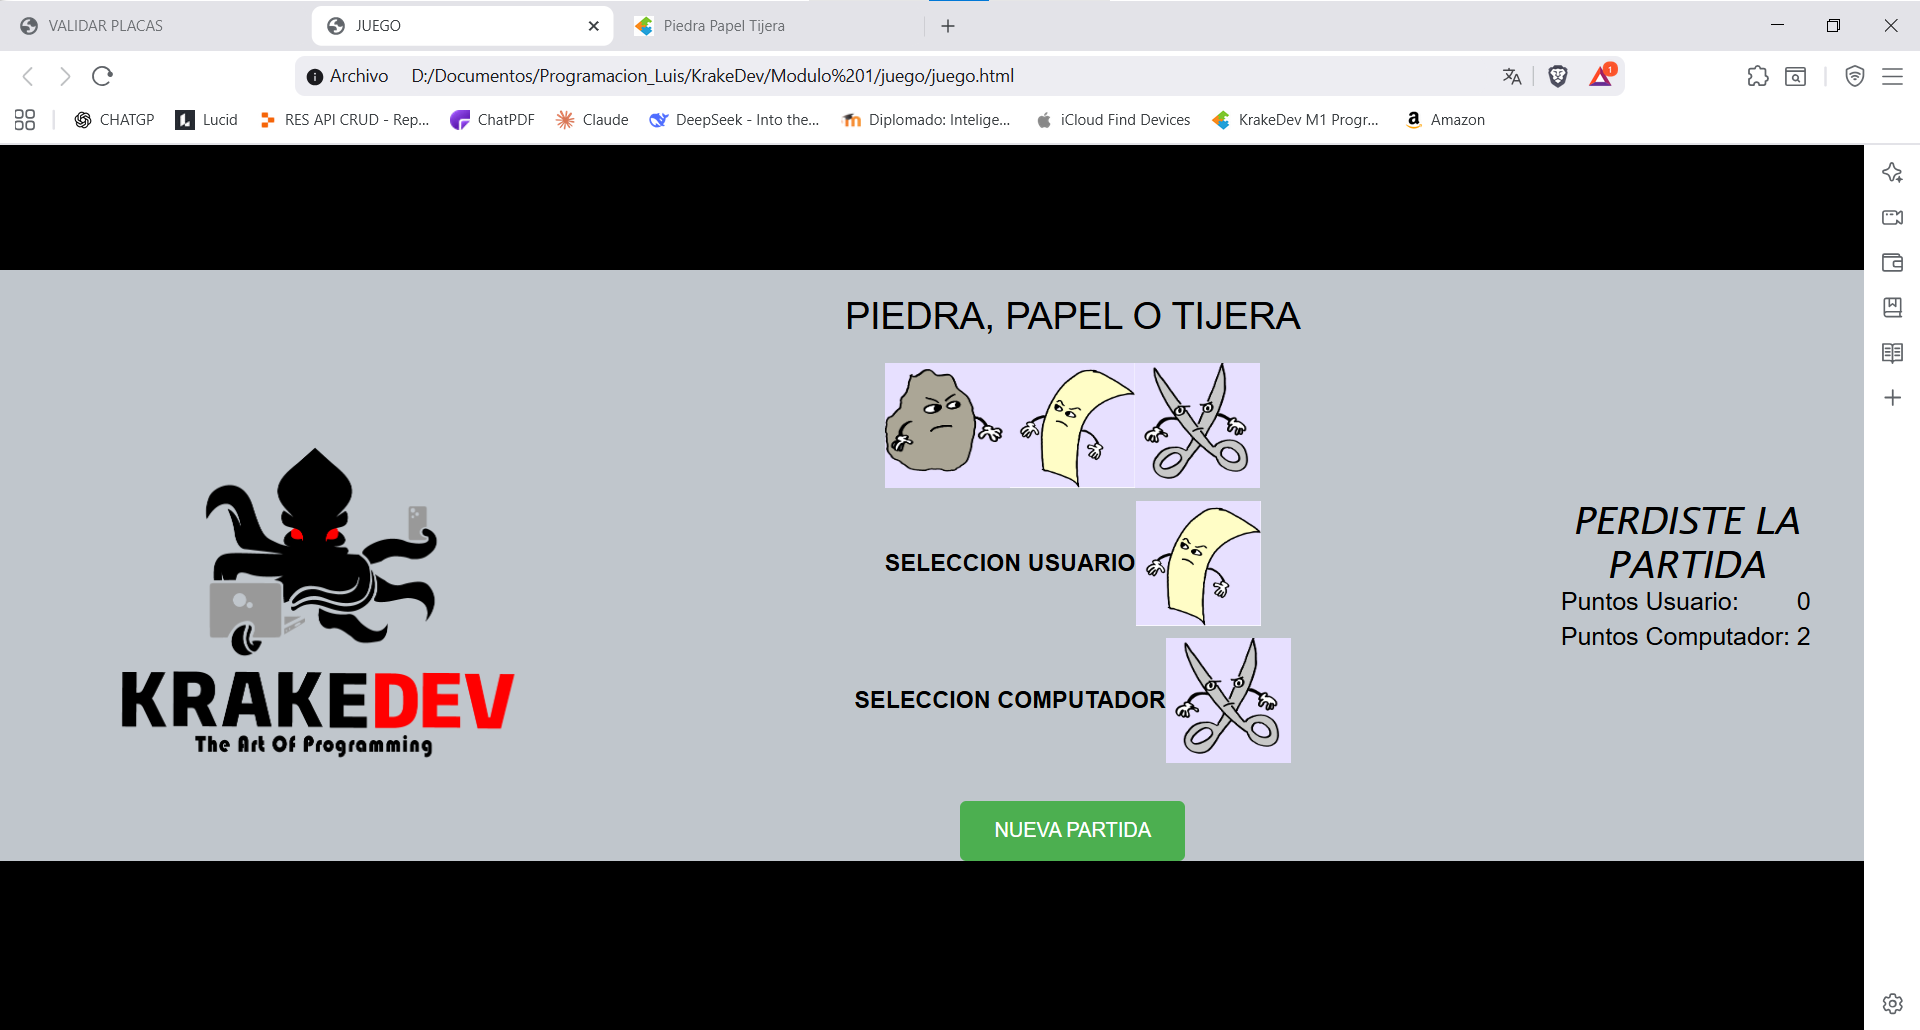 VALIDAR PLACAS
JUEGO
Piedra Papel Tijera
Archivo D:/Documentos/Programacion_Luis/KrakeDev/Modulo%201/juego/juego.html
1
CHATGP
Lucid
RES API CRUD - Rep...
ChatPDF
Claude
DeepSeek - Into the...
Diplomado: Intelige...
iCloud Find Devices
KrakeDev M1 Progr...
Amazon
PIEDRA, PAPEL O TIJERA
SELECCION USUARIO
SELECCION COMPUTADOR
NUEVA PARTIDA
KRAKEDEV
The Art Of Programming
PERDISTE LA
PARTIDA
Puntos Usuario: 0
Puntos Computador: 2